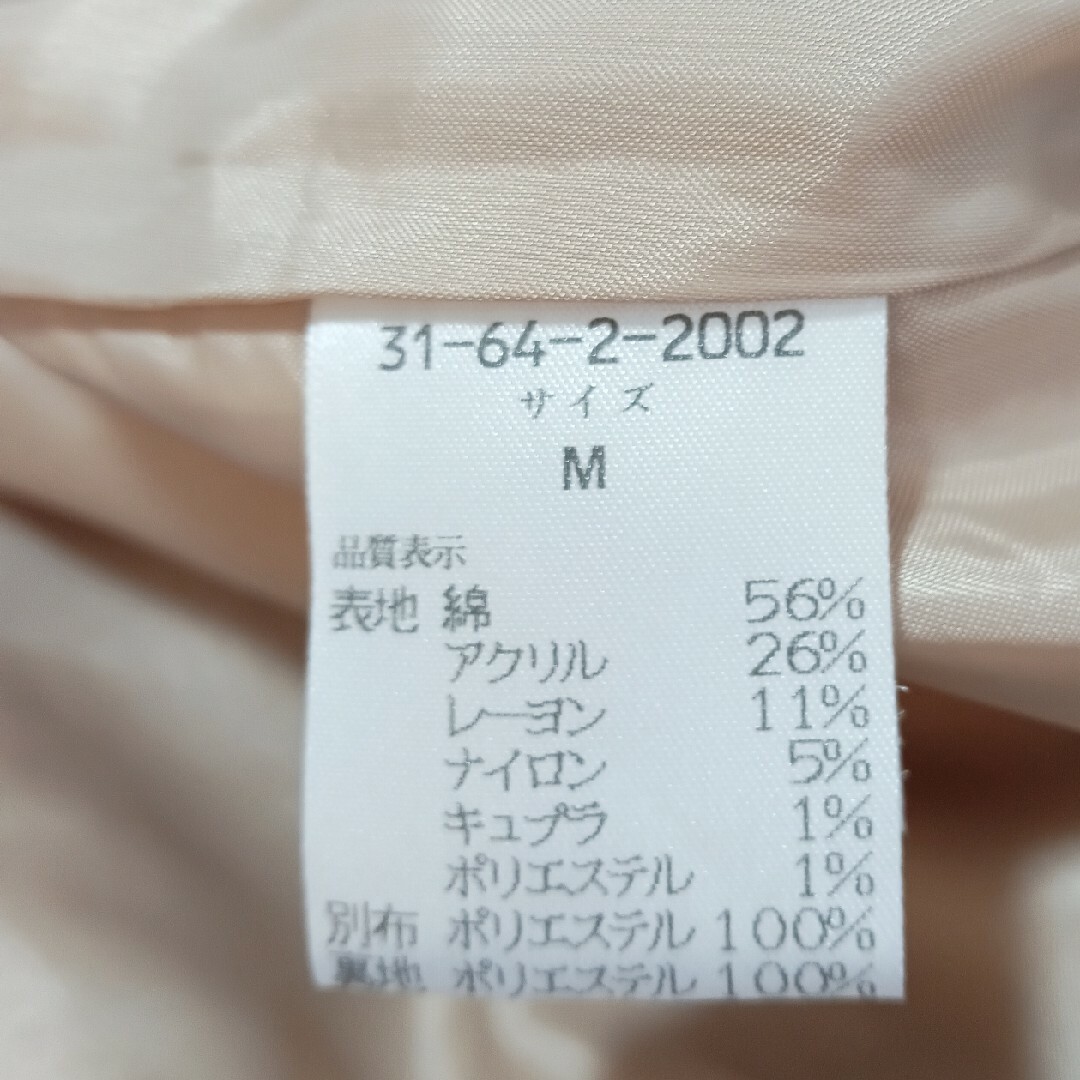 31-64-2-2002
サイズ
M
品質表示
表地 綿 56%
アクリル 26%
レーヨン 11%
ナイロン 5%
キュプラ 1%
ポリエステル 1%
別布 ポリエステル 100%
裏地 ポリエステル 100%